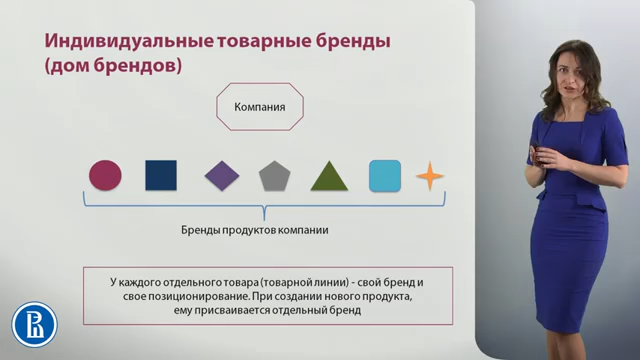 Индивидуальные товарные бренды
(дом брендов)
Компания
Бренды продуктов компании
У каждого отдельного товара (товарной линии) - свой бренд и
свое позиционирование. При создании нового продукта,
ему присваивается отдельный бренд